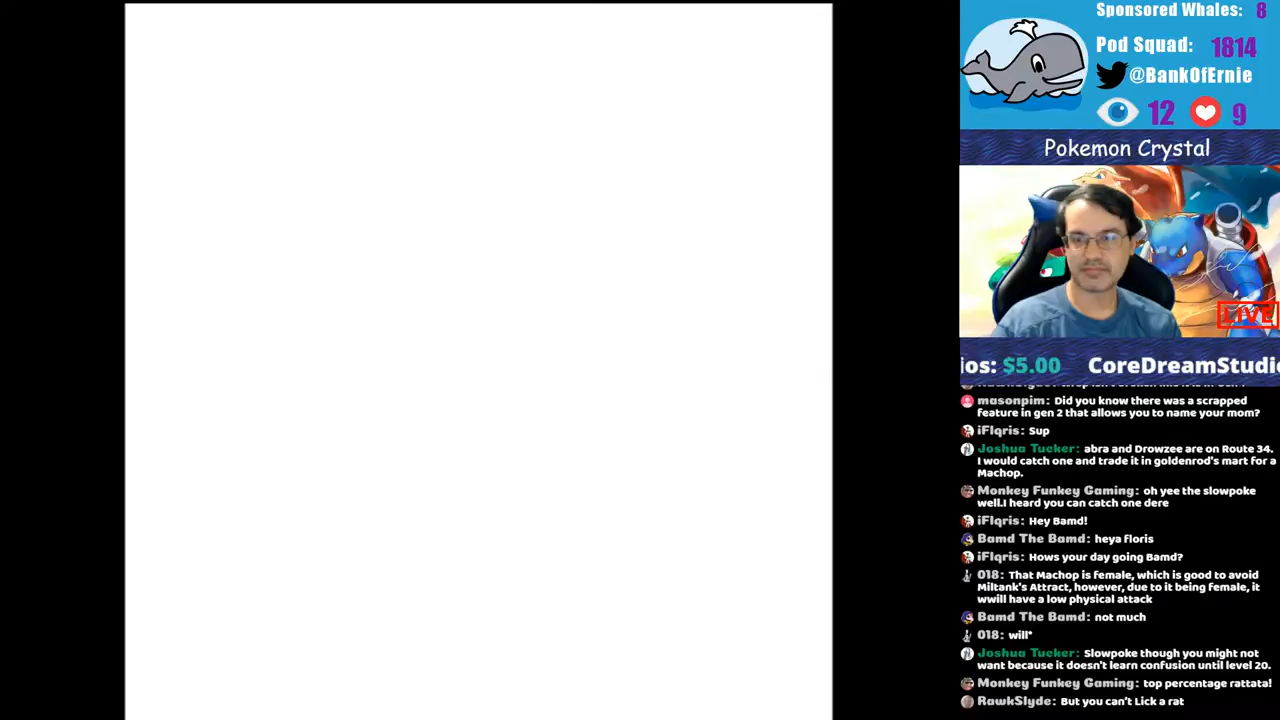 Sponsored Whales: 8
Pod Squad: 1814
@BankOfErnie
12 9
Pokemon Crystal
LIVE
ios: $5.00 CoreDreamStudi
masonpim: Did you know there was a scrapped
feature in gen 2 that allows you to name your mom?
iFlqris: Sup
Joshua Tucker: abra and Drowzee are on Route 34.
I would catch one and trade it in goldenrod's mart for a
Machop.
Monkey Funkey Gaming: oh yee the slowpoke
well.I heard you can catch one dere
iFlqris: Hey Bamd!
Bamd The Bamd: heya floris
iFlqris: Hows your day going Bamd?
018: That Machop is female, which is good to avoid
Miltank's Attract, however, due to it being female, it
wwill have a low physical attack
Bamd The Bamd: not much
018: will*
Joshua Tucker: Slowpoke though you might not
want because it doesn't learn confusion until level 20.
Monkey Funkey Gaming: top percentage rattata!
RawkSlyde: But you can't Lick a rat